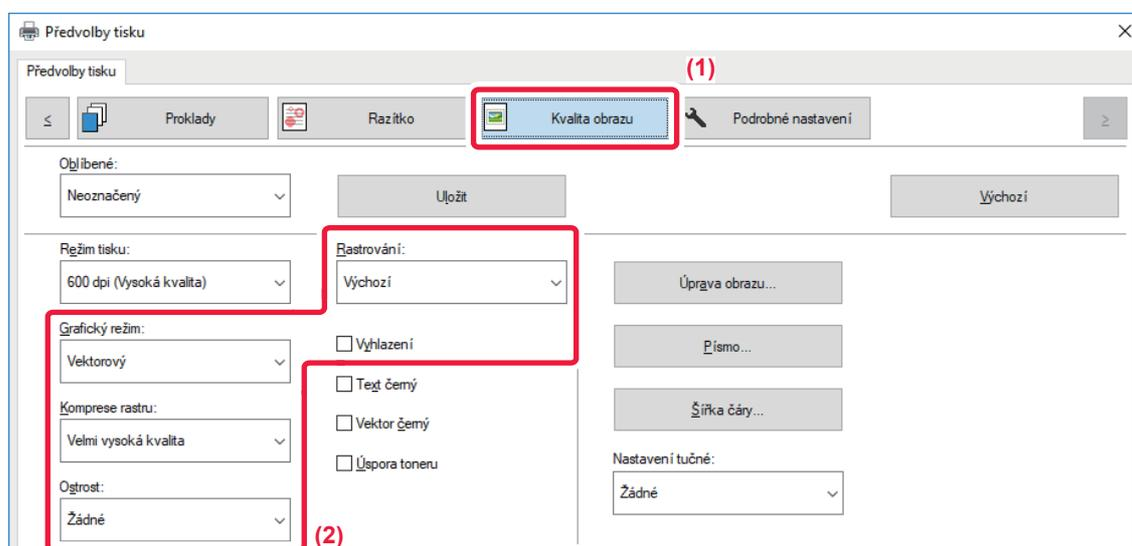 Předvolby tisku
Předvolby tisku
(1)
< Proklady Razítko Kvalita obrazu Podrobné nastavení >
Oblíbené:
Neoznačený Uložit Výchozí
Režim tisku: Rastrování:
600 dpi (Vysoká kvalita) Výchozí Úprava obrazu...
Grafický režim:
Vektorový Vyhlazení Písmo...
Text černý
Komprese rastru:
Velmi vysoká kvalita Vektor černý Šířka čáry...
Úspora toneru Nastavení tučné:
Ostrost:
Žádné Žádné
(2)